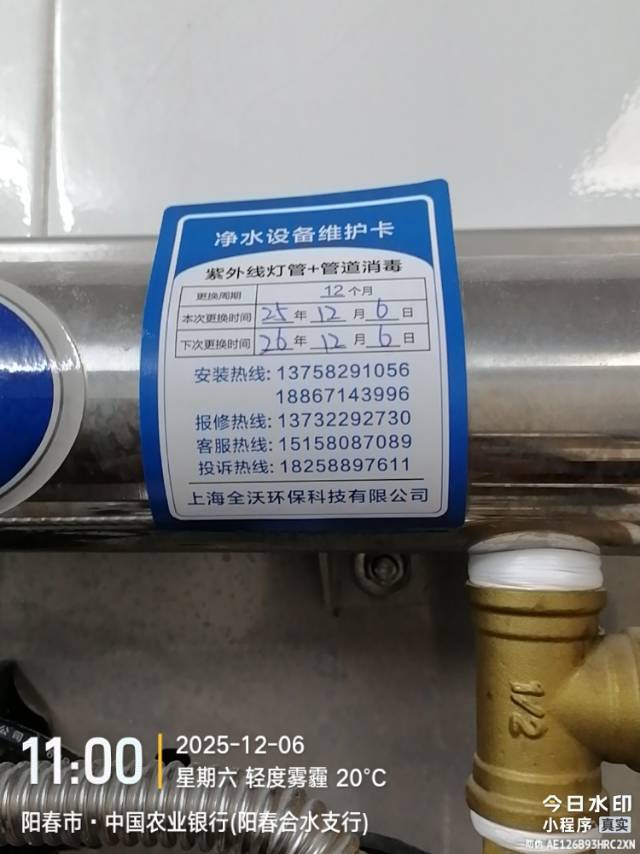 净水设备维护卡
紫外线灯管+管道消毒
更换周期 12个月
本次更换时间 25年12月6日
下次更换时间 26年12月6日
安装热线: 13758291056
18867143996
报修热线: 13732292730
客服热线: 15158087089
投诉热线: 18258897611
上海全沃环保科技有限公司
1/2
公司
11:00
2025-12-06
星期六 轻度雾霾 20°C
阳春市·中国农业银行(阳春合水支行)
今日水印
小程序 真实
防伪 AE126B93HRC2XN